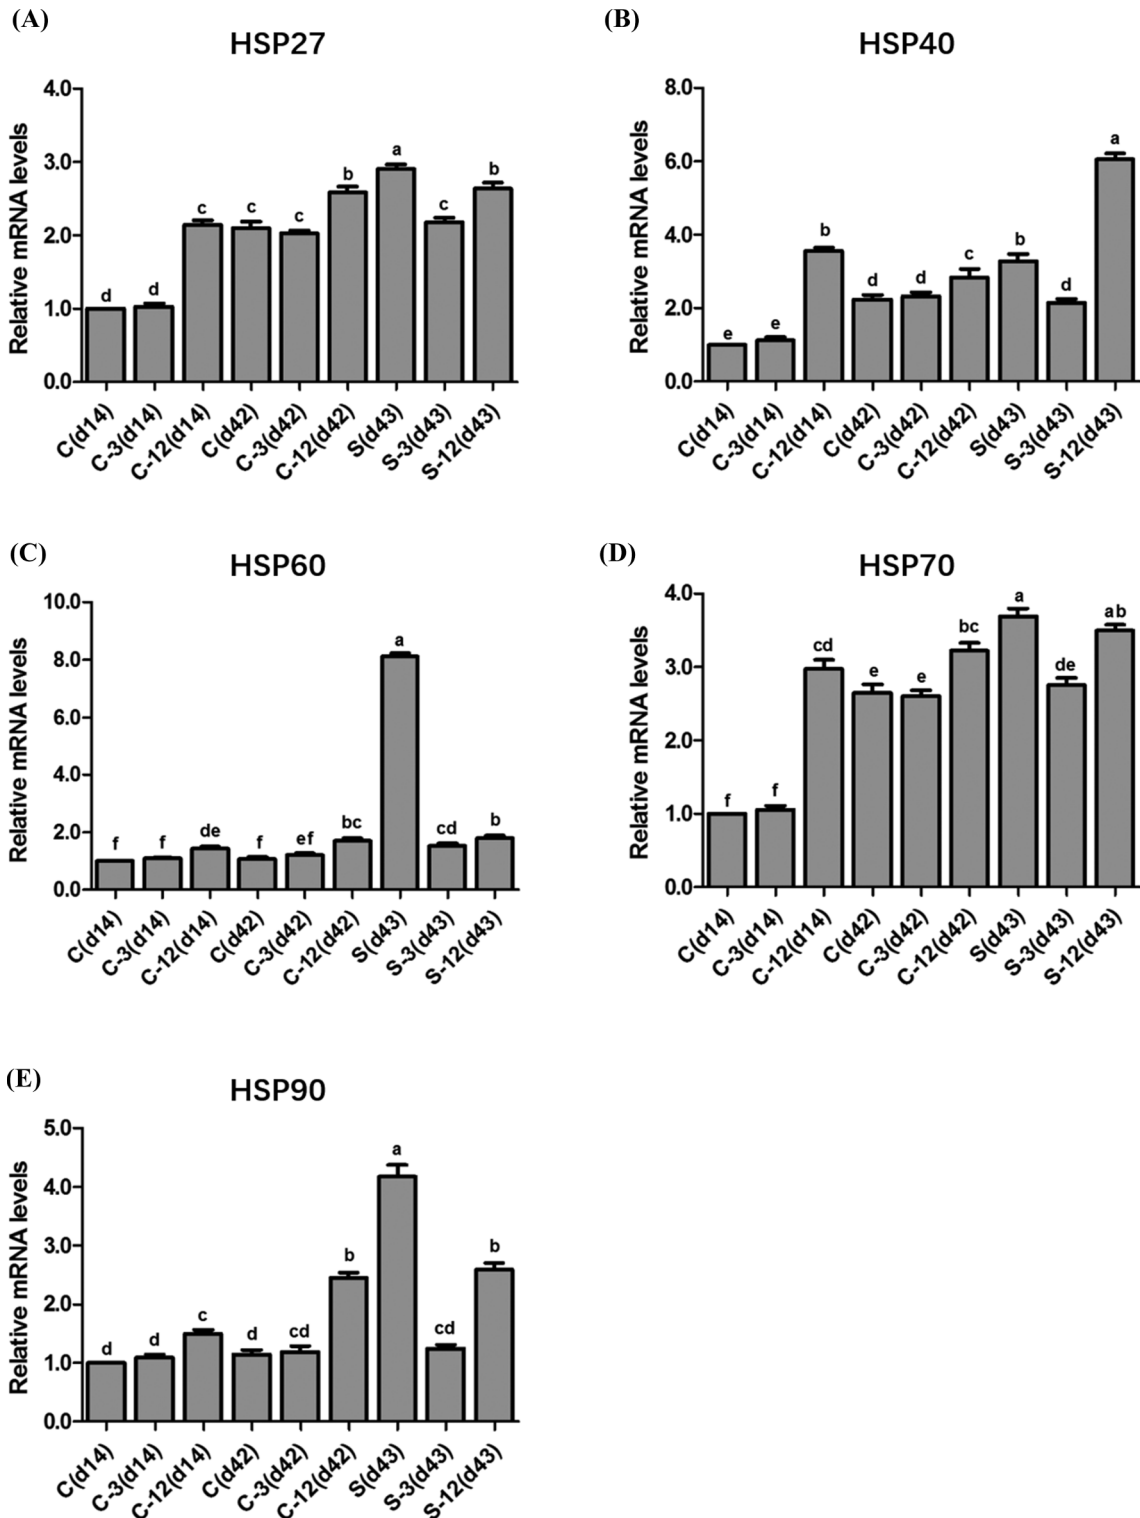 (A)
HSP27
Relative mRNA levels
4.0
3.0
2.0
1.0
0.0
d
d
c
c
c
b
a
c
b
C(d14)
C-3(d14)
C-12(d14)
C(d42)
C-3(d42)
C-12(d42)
S(d43)
S-3(d43)
S-12(d43)
(B)
HSP40
Relative mRNA levels
8.0
6.0
4.0
2.0
0.0
e
e
b
d
d
c
b
d
a
C(d14)
C-3(d14)
C-12(d14)
C(d42)
C-3(d42)
C-12(d42)
S(d43)
S-3(d43)
S-12(d43)
(C)
HSP60
Relative mRNA levels
10.0
8.0
6.0
4.0
2.0
0.0
f
f
de
f
ef
bc
a
cd
b
C(d14)
C-3(d14)
C-12(d14)
C(d42)
C-3(d42)
C-12(d42)
S(d43)
S-3(d43)
S-12(d43)
(D)
HSP70
Relative mRNA levels
4.0
3.0
2.0
1.0
0.0
f
f
cd
e
e
bc
a
de
ab
C(d14)
C-3(d14)
C-12(d14)
C(d42)
C-3(d42)
C-12(d42)
S(d43)
S-3(d43)
S-12(d43)
(E)
HSP90
Relative mRNA levels
5.0
4.0
3.0
2.0
1.0
0.0
d
d
c
d
cd
b
a
cd
b
C(d14)
C-3(d14)
C-12(d14)
C(d42)
C-3(d42)
C-12(d42)
S(d43)
S-3(d43)
S-12(d43)